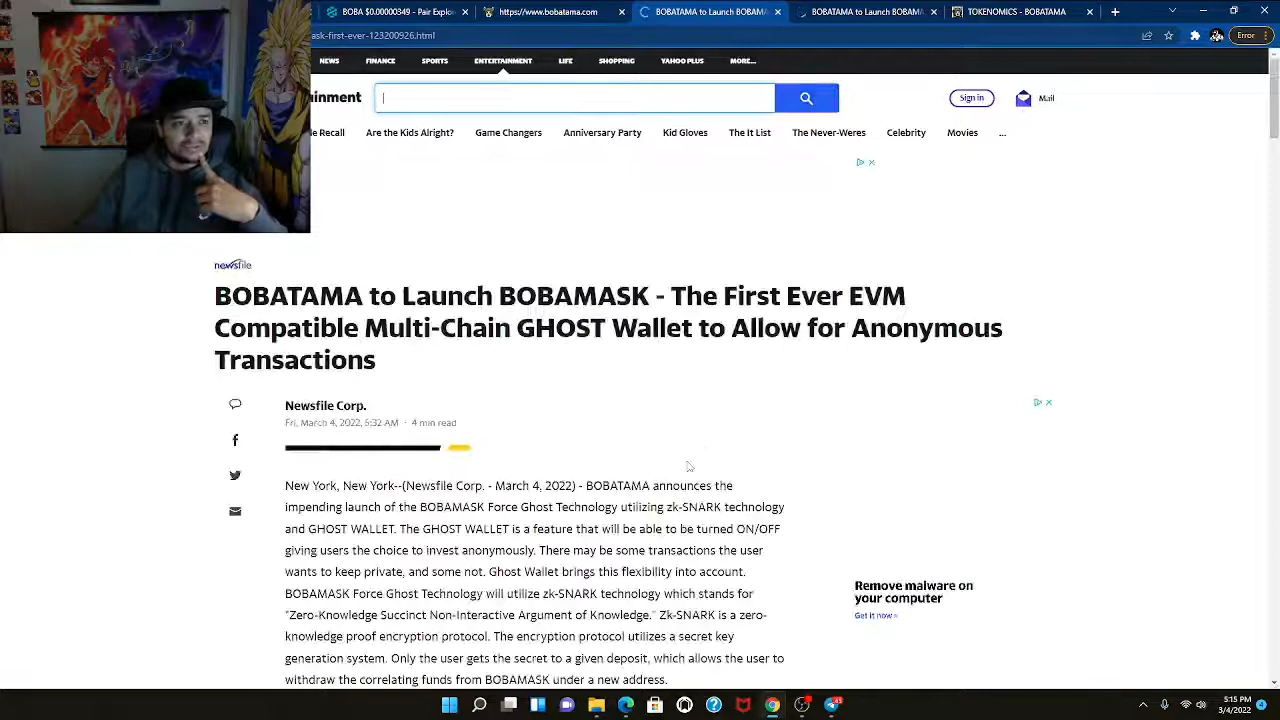 BOBA $0.00000349 - Pair Explo
https://www.bobatama.com
BOBATAMA to Launch BOBAMA
BOBATAMA to Launch BOBAMA
TOKENOMICS - BOBATAMA
ask-first-ever-123200926.html
Error
NEWS FINANCE SPORTS ENTERTAINMENT LIFE SHOPPING YAHOO PLUS MORE...
inment
Sign in
Mail
le Recall Are the Kids Alright? Game Changers Anniversary Party Kid Gloves The It List The Never-Weres Celebrity Movies ...
newsfile
BOBATAMA to Launch BOBAMASK - The First Ever EVM
Compatible Multi-Chain GHOST Wallet to Allow for Anonymous
Transactions
Newsfile Corp.
Fri, March 4, 2022, 6:32 AM · 4 min read
New York, New York--(Newsfile Corp. - March 4, 2022) - BOBATAMA announces the
impending launch of the BOBAMASK Force Ghost Technology utilizing zk-SNARK technology
and GHOST WALLET. The GHOST WALLET is a feature that will be able to be turned ON/OFF
giving users the choice to invest anonymously. There may be some transactions the user
wants to keep private, and some not. Ghost Wallet brings this flexibility into account.
BOBAMASK Force Ghost Technology will utilize zk-SNARK technology which stands for
"Zero-Knowledge Succinct Non-Interactive Argument of Knowledge." Zk-SNARK is a zero-
knowledge proof encryption protocol. The encryption protocol utilizes a secret key
generation system. Only the user gets the secret to a given deposit, which allows the user to
withdraw the correlating funds from BOBAMASK under a new address.
Remove malware on
your computer
Get it now »
5:15 PM
3/4/2022